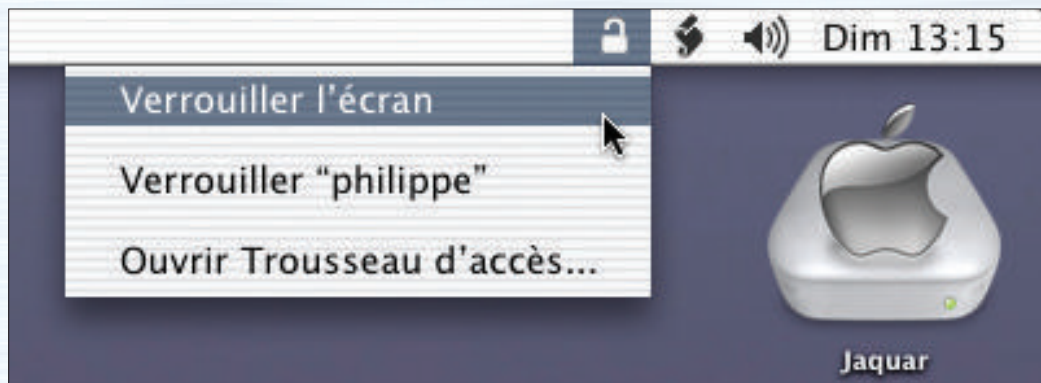 Dim 13:15
Verrouiller l’écran
Verrouiller “philippe”
Ouvrir Trousseau d’accès...
Jaquar